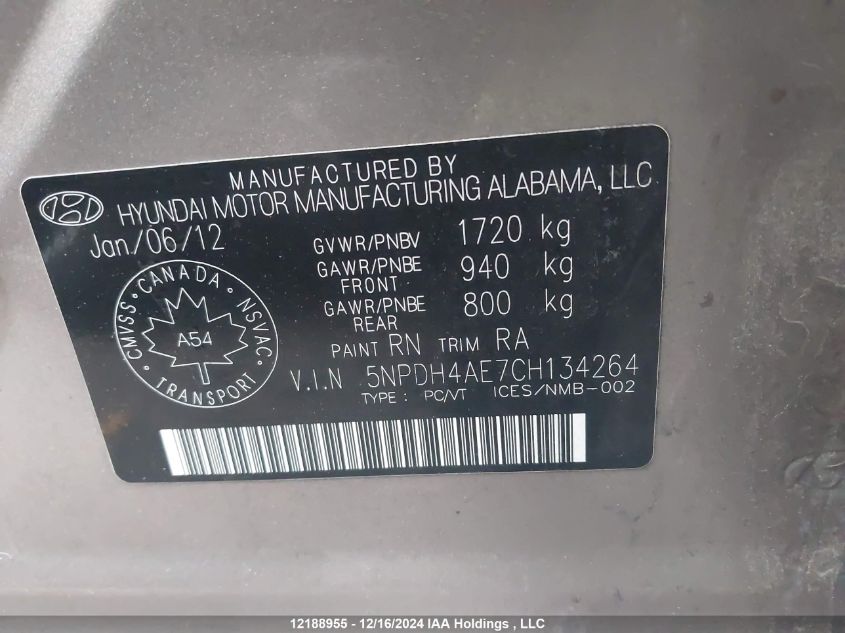 MANUFACTURED BY
HYUNDAI MOTOR MANUFACTURING ALABAMA, LLC
Jan/06/12
GVWR/PNBV 1720 kg
GAWR/PNBE FRONT 940 kg
GAWR/PNBE REAR 800 kg
PAINT RN TRIM RA
V.I.N 5NPDH4AE7CH134264
TYPE : PC/VT ICES/NMB-002
CMVSS · CANADA · NSVAC · TRANSPORT ·
A54
12188955 - 12/16/2024 IAA Holdings , LLC